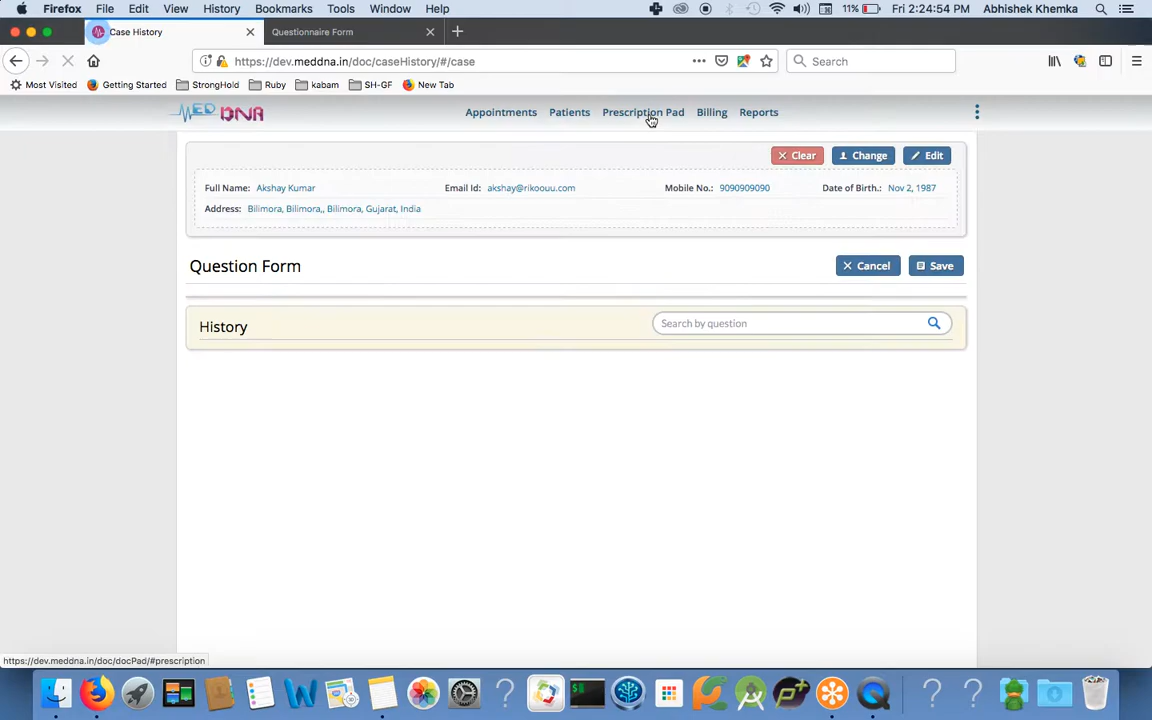 Firefox File Edit View History Bookmarks Tools Window Help 11% Fri 2:24:54 PM Abhishek Khemka
Case History Questionnaire Form
https://dev.meddna.in/doc/caseHistory/#/case Search
Most Visited Getting Started StrongHold Ruby kabam SH-GF New Tab
MED DNA Appointments Patients Prescription Pad Billing Reports
Clear Change Edit
Full Name: Akshay Kumar Email Id: akshay@rikoouu.com Mobile No.: 9090909090 Date of Birth.: Nov 2, 1987
Address: Bilimora, Bilimora,, Bilimora, Gujarat, India
Question Form Cancel Save
History Search by question
https://dev.meddna.in/doc/docPad/#prescription